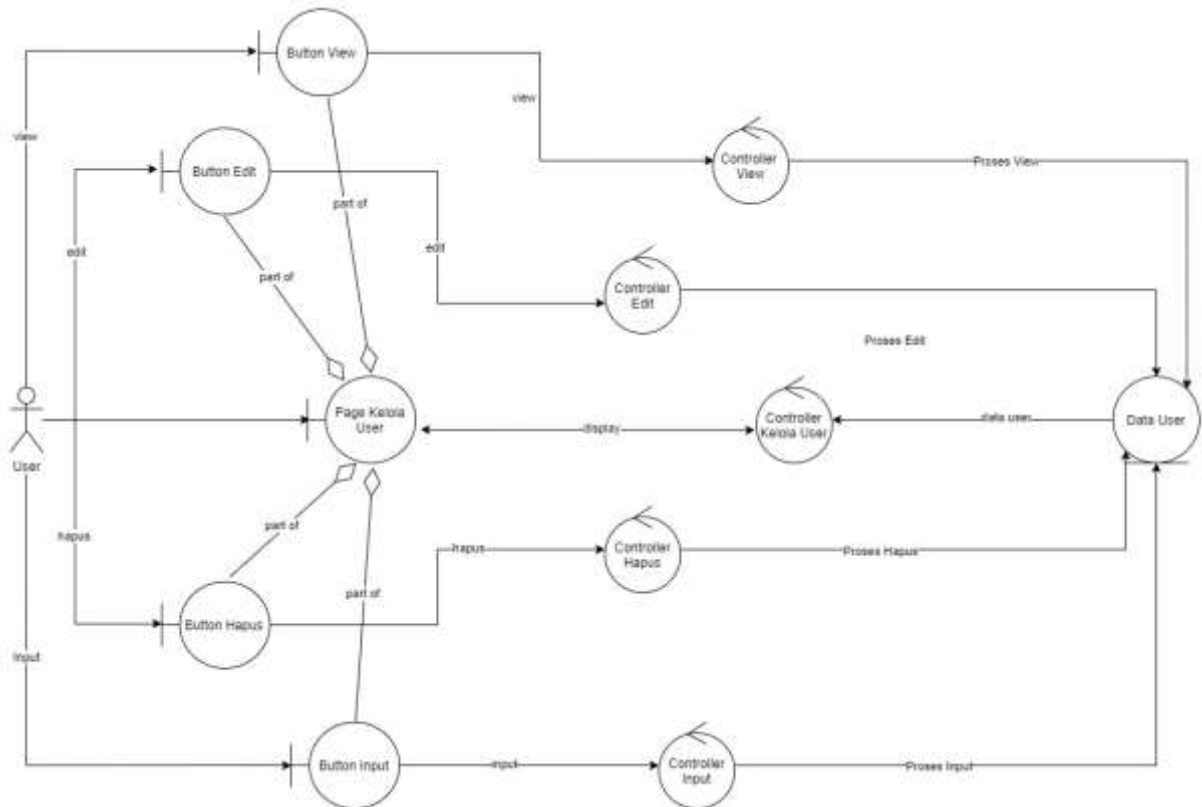 Button View
view
view
Controller
View
Proses View
Button Edit
part of
edit
edit
part of
Controller
Edit
Proses Edit
User
Page Kelola
User
display
Controller
Kelola User
data user
Data User
part of
hapus
hapus
Controller
Hapus
Proses Hapus
part of
Button Hapus
Input
Button Input
input
Controller
Input
Proses Input